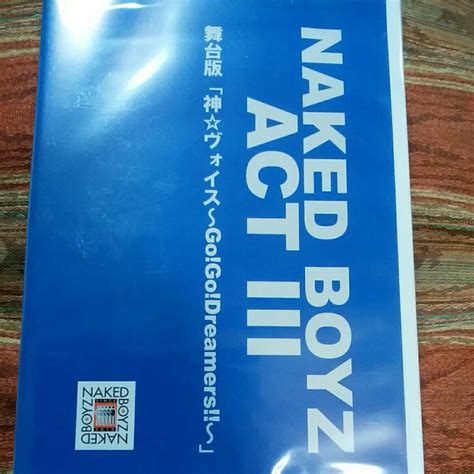 NAKED BOYZ
ACT III
舞台版「神☆ヴォイス～Go!Go!Dreamers!!～」
NAKED
BOYZ
NAKED
BOYZ